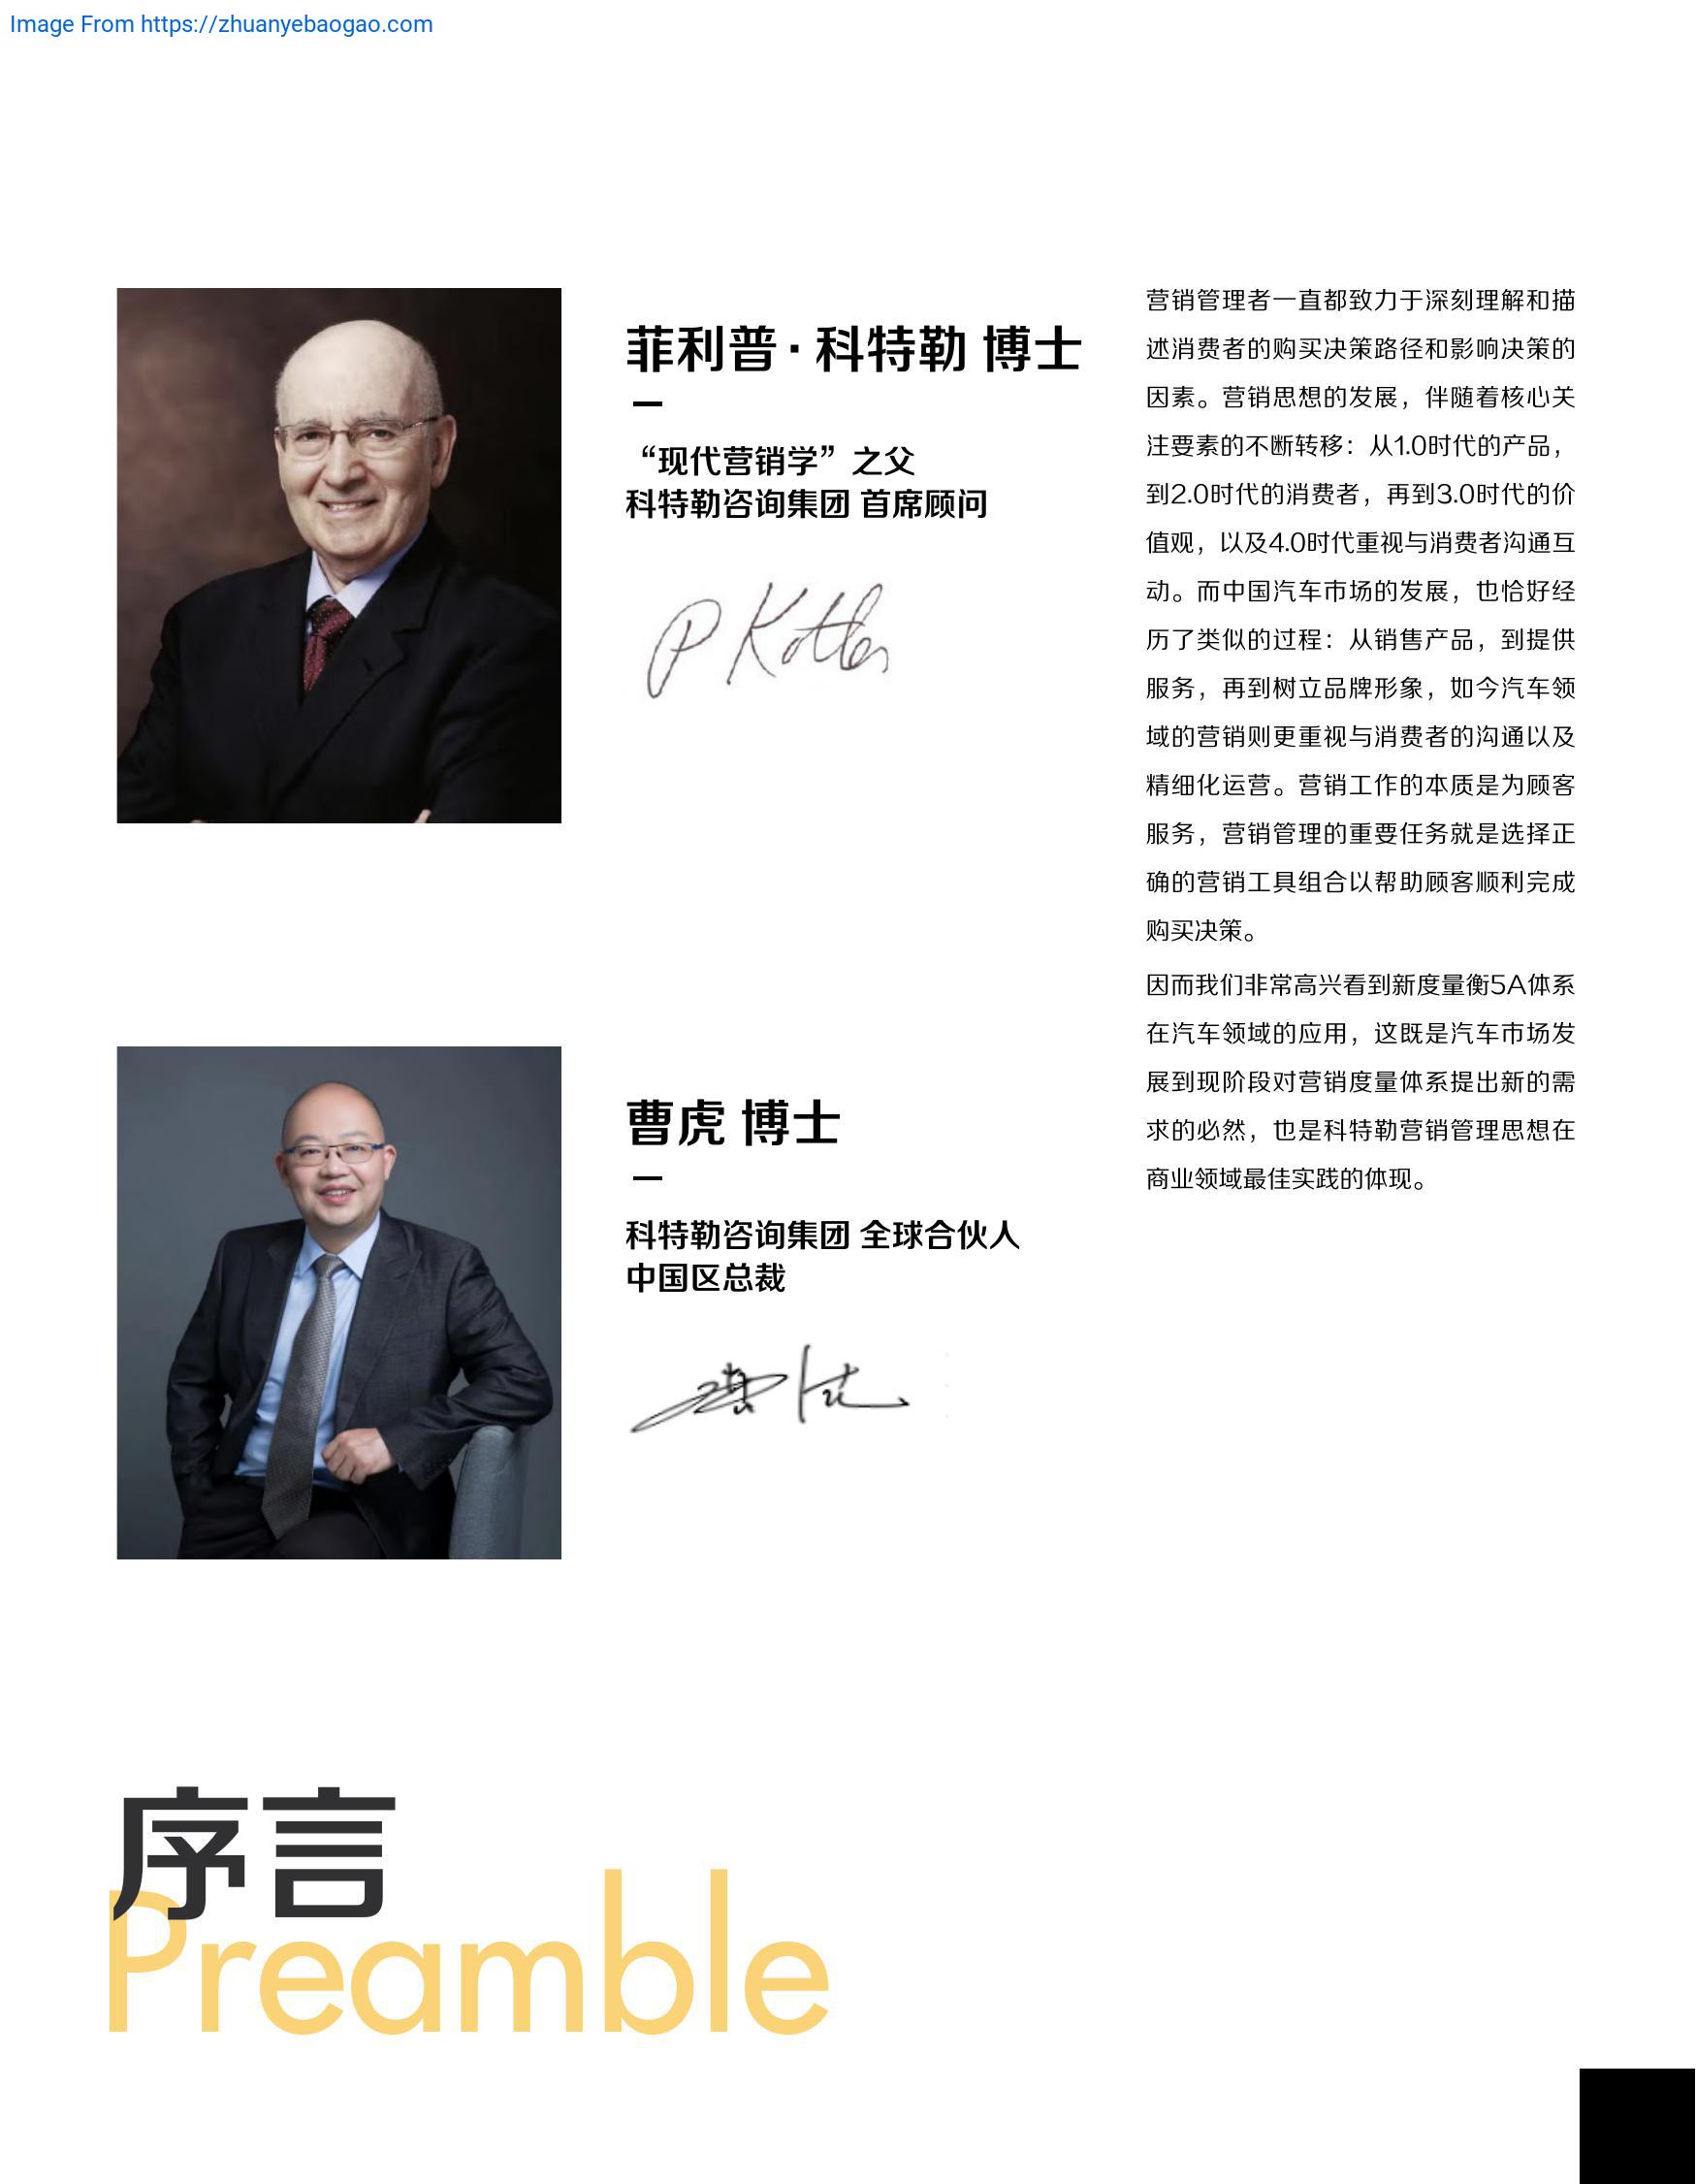 Image From https://zhuanyebaogao.com
菲利普·科特勒 博士
“现代营销学”之父
科特勒咨询集团 首席顾问
P Kotler
曹虎 博士
科特勒咨询集团 全球合伙人
中国区总裁
曹虎
营销管理者一直都致力于深刻理解和描
述消费者的购买决策路径和影响决策的
因素。营销思想的发展，伴随着核心关
注要素的不断转移：从1.0时代的产品，
到2.0时代的消费者，再到3.0时代的价
值观，以及4.0时代重视与消费者沟通互
动。而中国汽车市场的发展，也恰好经
历了类似的过程：从销售产品，到提供
服务，再到树立品牌形象，如今汽车领
域的营销则更重视与消费者的沟通以及
精细化运营。营销工作的本质是为顾客
服务，营销管理的重要任务就是选择正
确的营销工具组合以帮助顾客顺利完成
购买决策。
因而我们非常高兴看到新度量衡5A体系
在汽车领域的应用，这既是汽车市场发
展到现阶段对营销度量体系提出新的需
求的必然，也是科特勒营销管理思想在
商业领域最佳实践的体现。
序言
Preamble